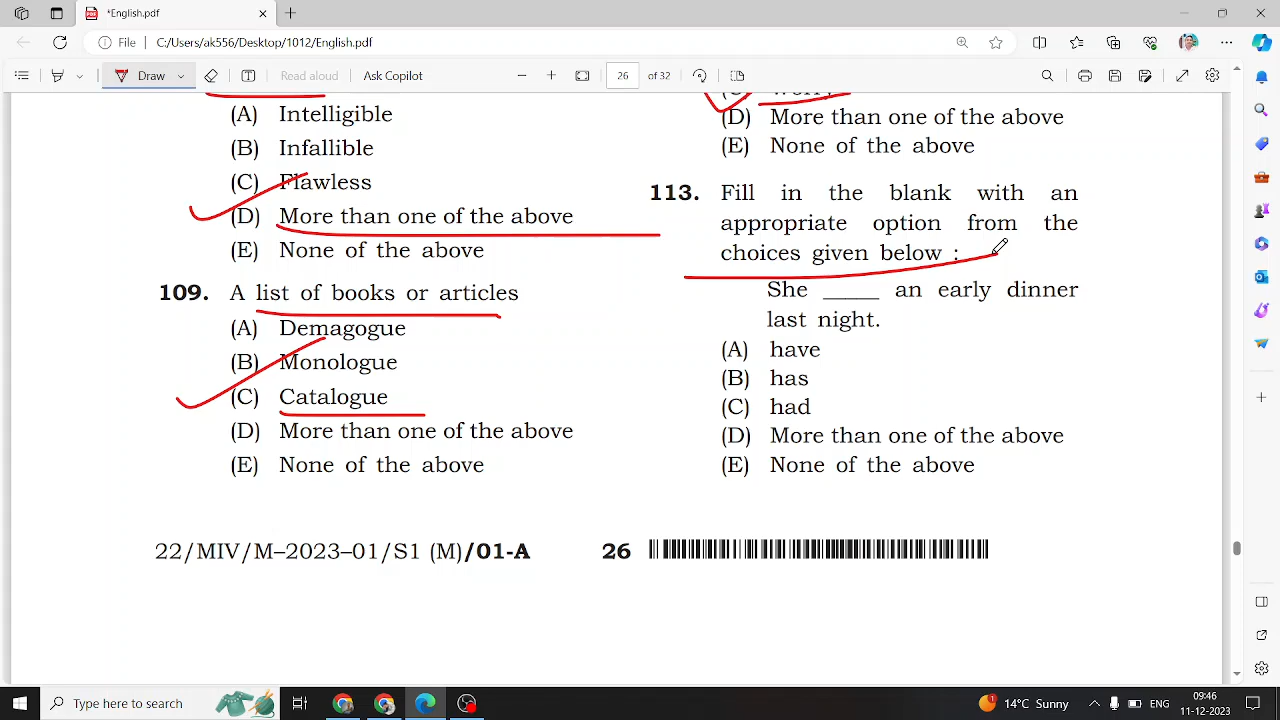 *English.pdf
File
C:/Users/ak556/Desktop/1012/English.pdf
Draw
Read aloud
Ask Copilot
26 of 32
(A) Intelligible
(B) Infallible
(C) Flawless
(D) More than one of the above
(E) None of the above
109. A list of books or articles
(A) Demagogue
(B) Monologue
(C) Catalogue
(D) More than one of the above
(E) None of the above
(C) Worry
(D) More than one of the above
(E) None of the above
113. Fill in the blank with an
appropriate option from the
choices given below :
She _____ an early dinner
last night.
(A) have
(B) has
(C) had
(D) More than one of the above
(E) None of the above
22/MIV/M–2023–01/S1 (M)/01-A
26
Type here to search
14°C Sunny
ENG
09:46
11-12-2023